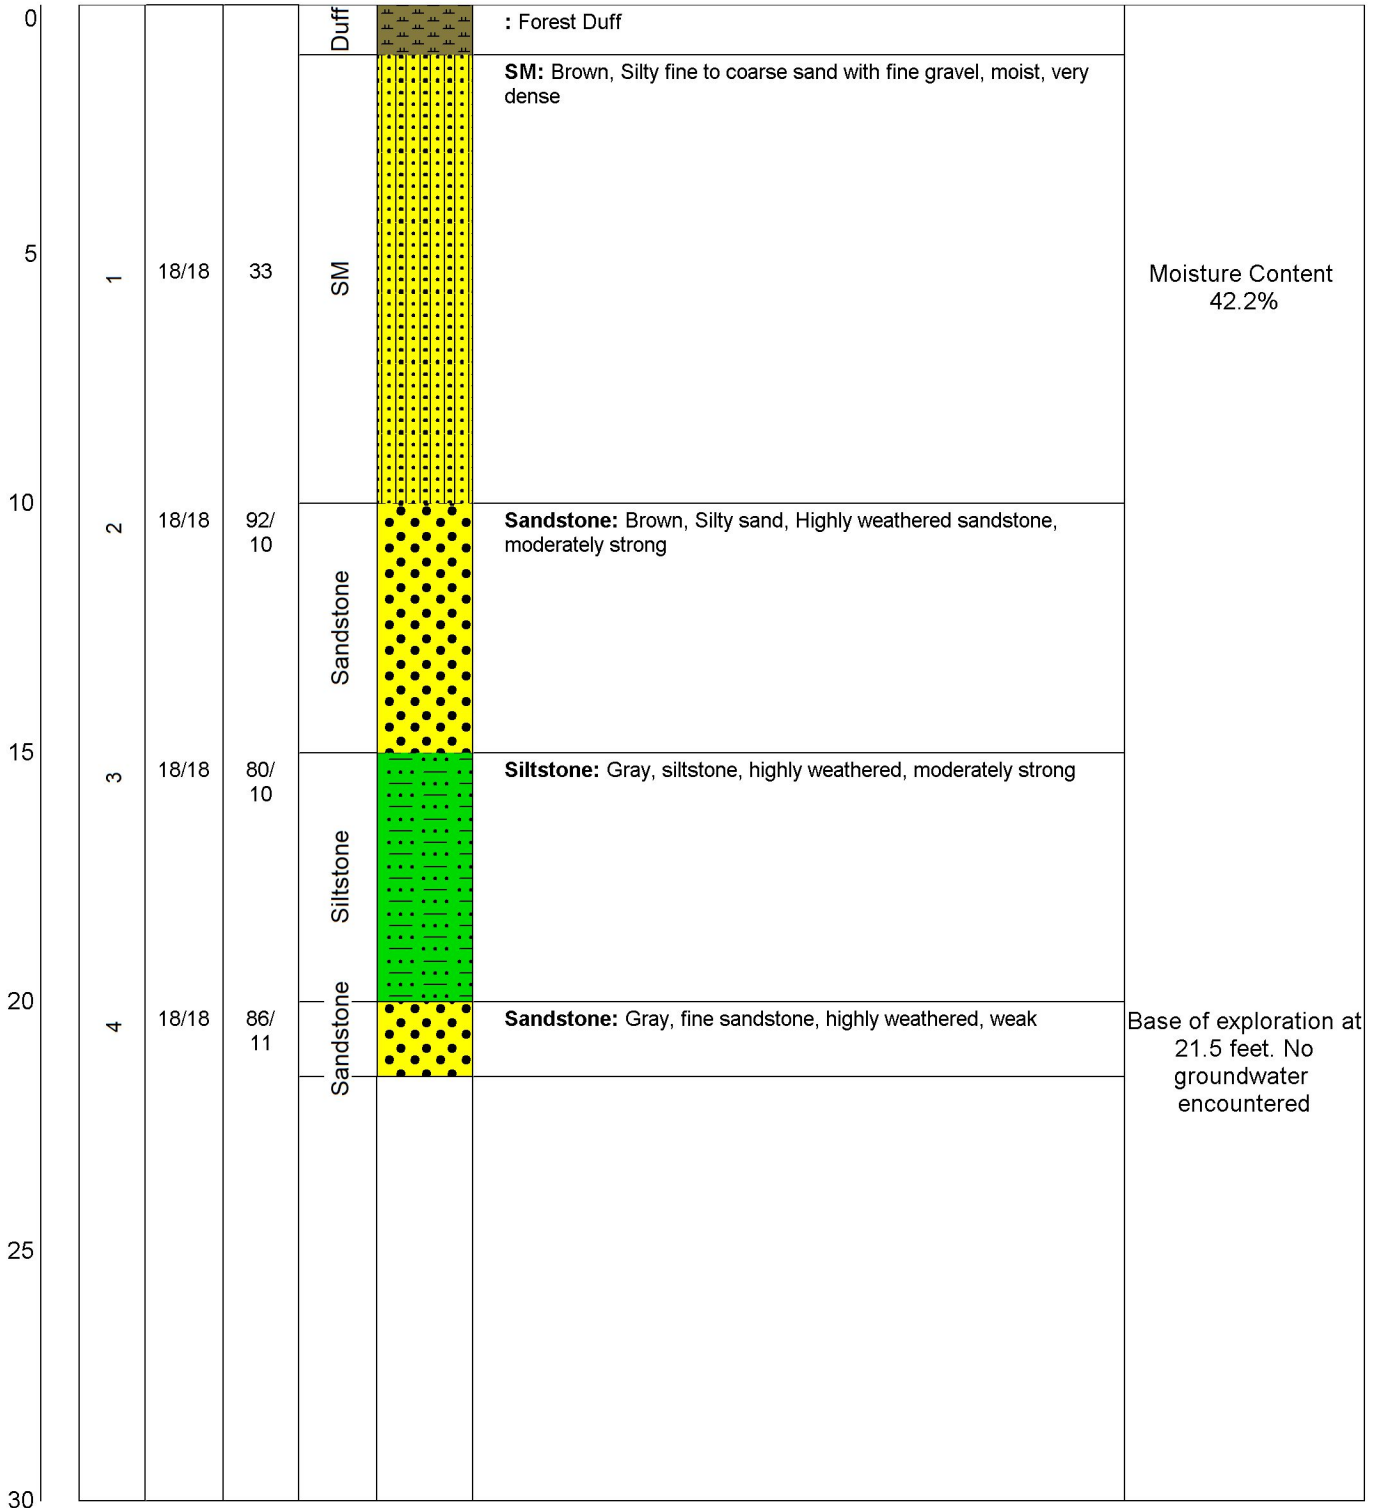 0
Duff
: Forest Duff
SM: Brown, Silty fine to coarse sand with fine gravel, moist, very
dense
5
1
18/18
33
SM
Moisture Content
42.2%
10
2
18/18
92/
10
Sandstone
Sandstone: Brown, Silty sand, Highly weathered sandstone,
moderately strong
15
3
18/18
80/
10
Siltstone
Siltstone: Gray, siltstone, highly weathered, moderately strong
20
4
18/18
86/
11
Sandstone
Sandstone: Gray, fine sandstone, highly weathered, weak
Base of exploration at
21.5 feet. No
groundwater
encountered
25
30